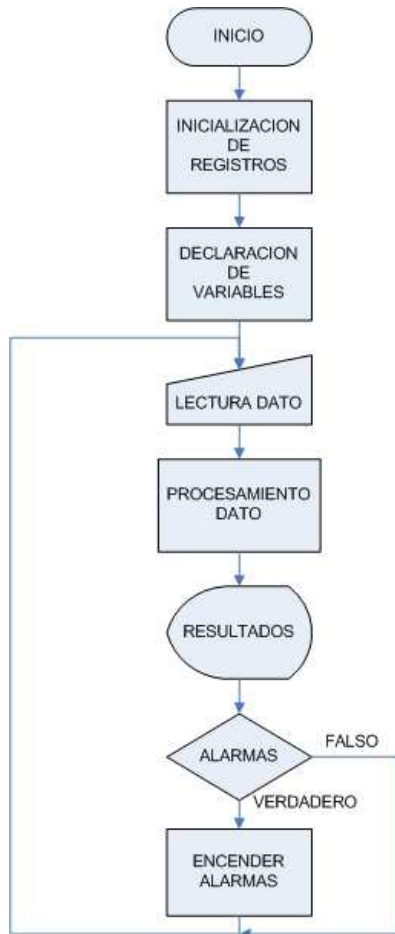 INICIO
INICIALIZACION
DE
REGISTROS
DECLARACION
DE
VARIABLES
LECTURA DATO
PROCESAMIENTO
DATO
RESULTADOS
ALARMAS
FALSO
VERDADERO
ENCENDER
ALARMAS